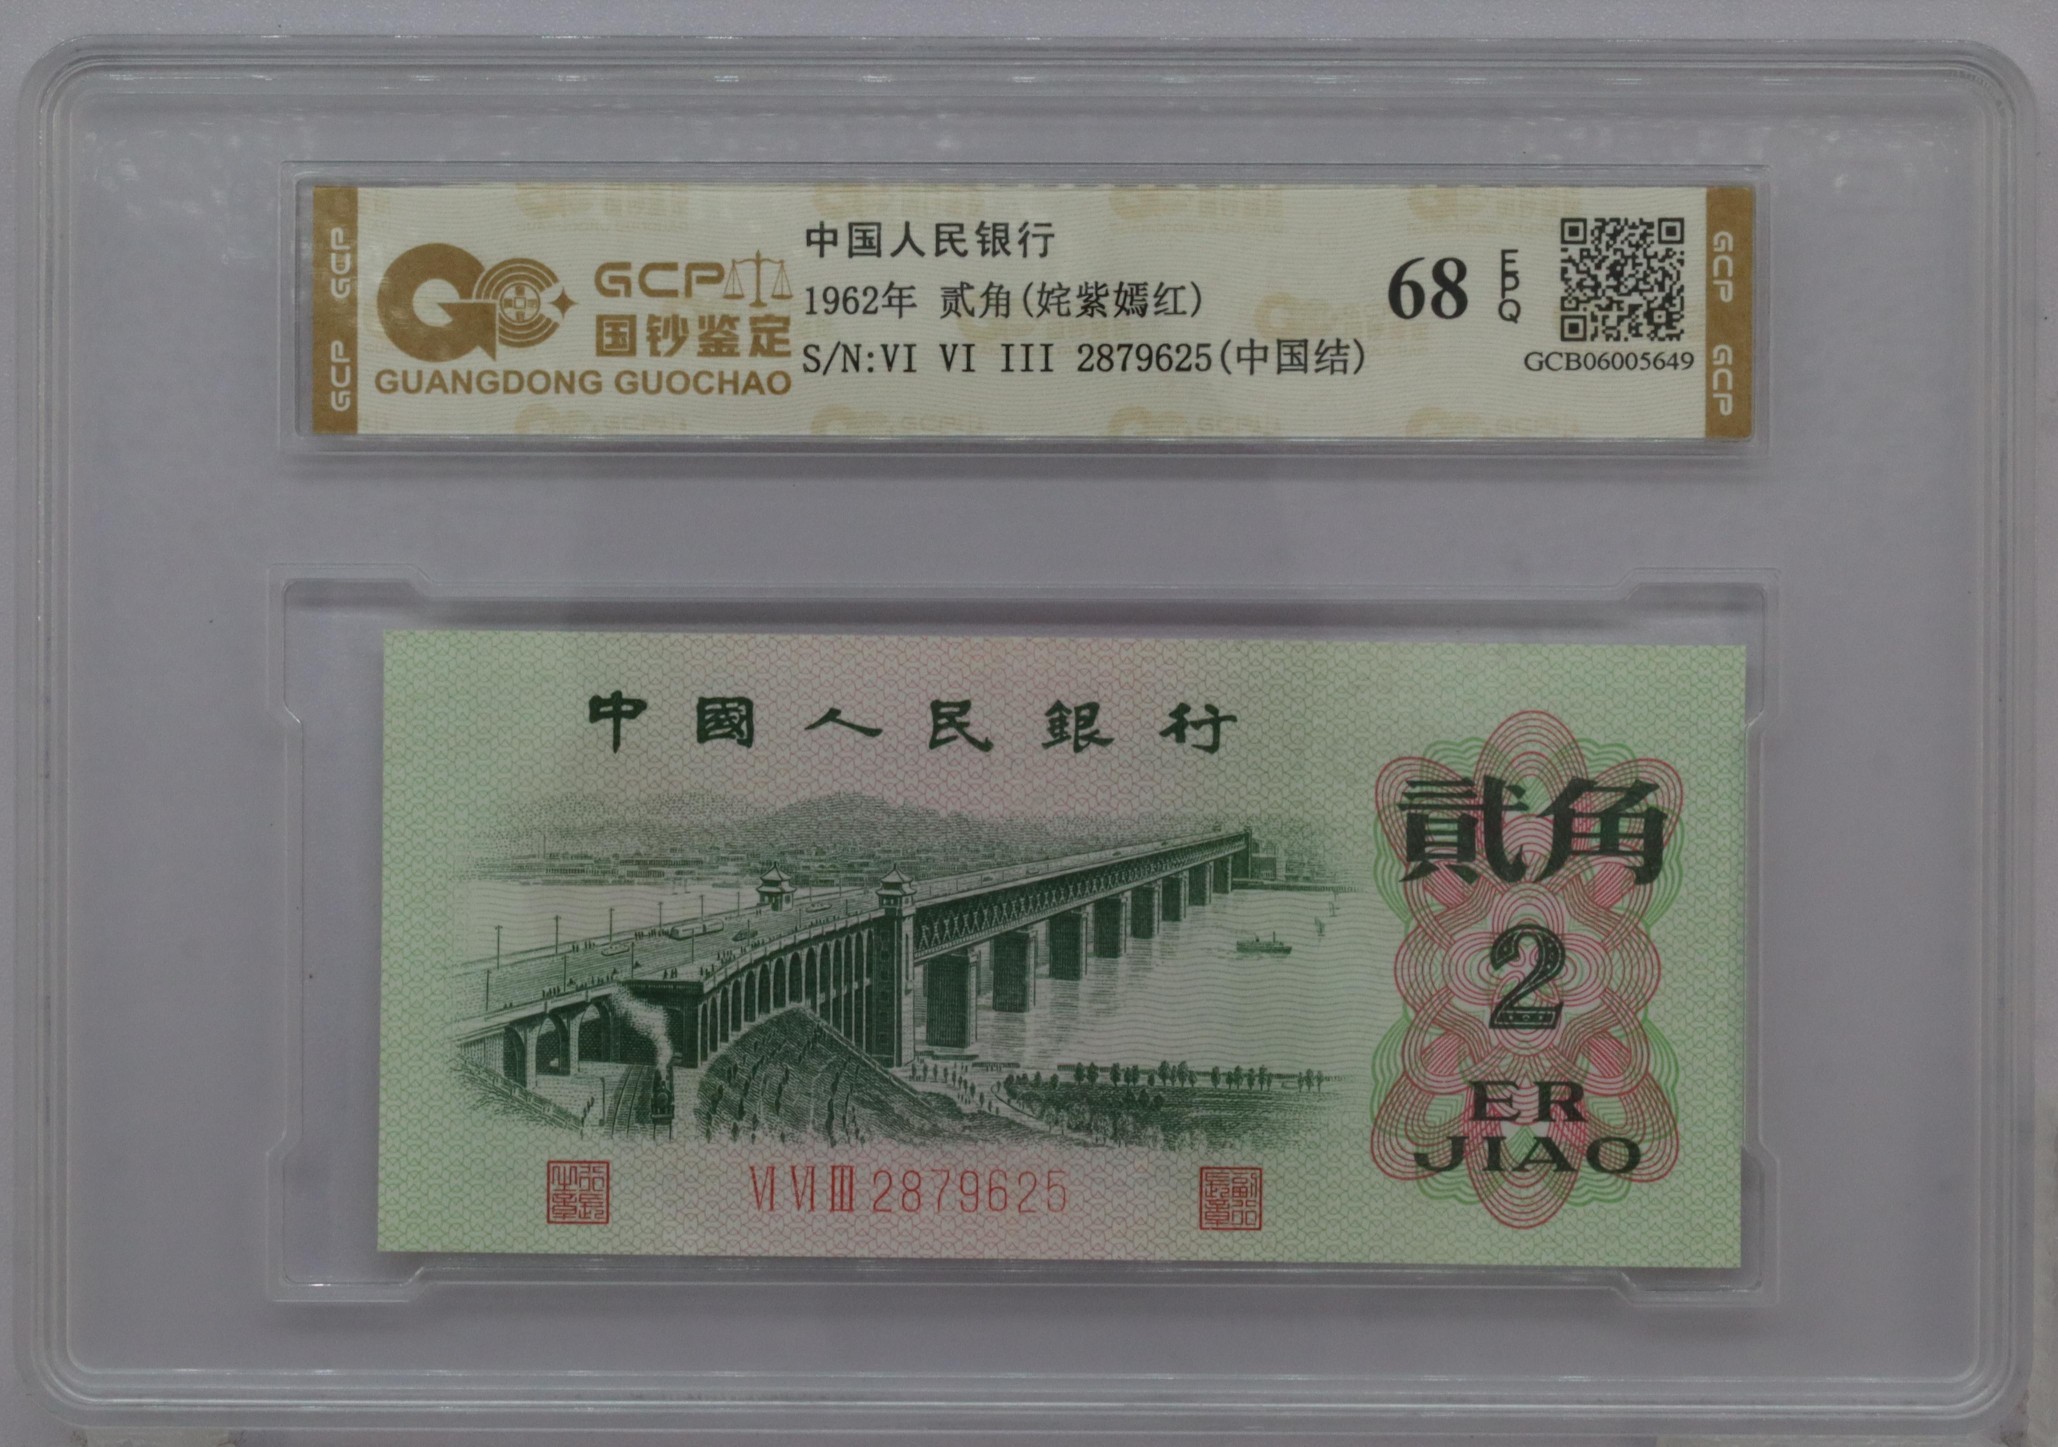 GCP GCP
GCP
国钞鉴定
GUANGDONG GUOCHAO
中国人民银行
1962年 贰角(姹紫嫣红)
S/N:VI VI III 2879625(中国结)
68 EPQ
GCB06005649
GCP GCP
中國人民銀行
貳角
2
ER
JIAO
VI VI III 2879625